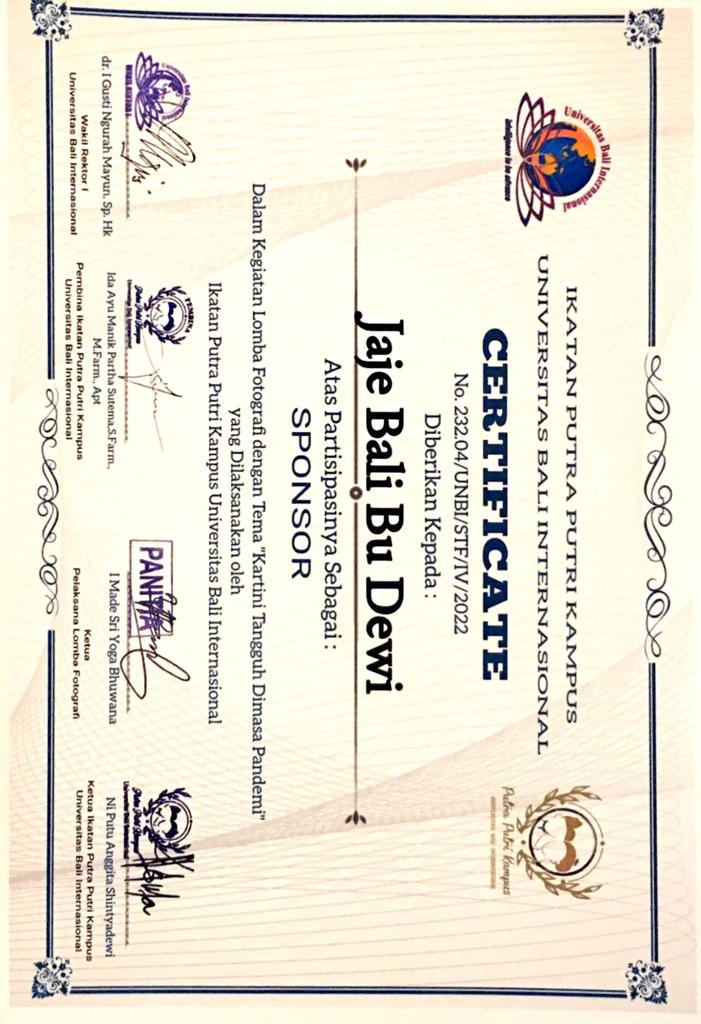 Universitas Bali Internasional
IKATAN PUTRA PUTRI KAMPUS
UNIVERSITAS BALI INTERNASIONAL
Putra Putri Kampus
CERTIFICATE
No. 232.04/UNBI/STF/IV/2022
Diberikan Kepada :
Jaje Bali Bu Dewi
Atas Partisipasinya Sebagai :
SPONSOR
Dalam Kegiatan Lomba Fotografi dengan Tema "Kartini Tangguh Dimasa Pandemi"
yang Dilaksanakan oleh
Ikatan Putra Putri Kampus Universitas Bali Internasional
dr. I Gusti Ngurah Mayun, Sp. Hk
Wakil Rektor I
Universitas Bali Internasional
PEMBINA
Ida Ayu Manik Partha Sutema,S.Farm.,
M.Farm., Apt
Pembina Ikatan Putra Putri Kampus
Universitas Bali Internasional
PANITIA
I Made Sri Yoga Bhuwana
Ketua
Pelaksana Lomba Fotografi
Ni Putu Anggita Shintyadewi
Ketua Ikatan Putra Putri Kampus
Universitas Bali Internasional